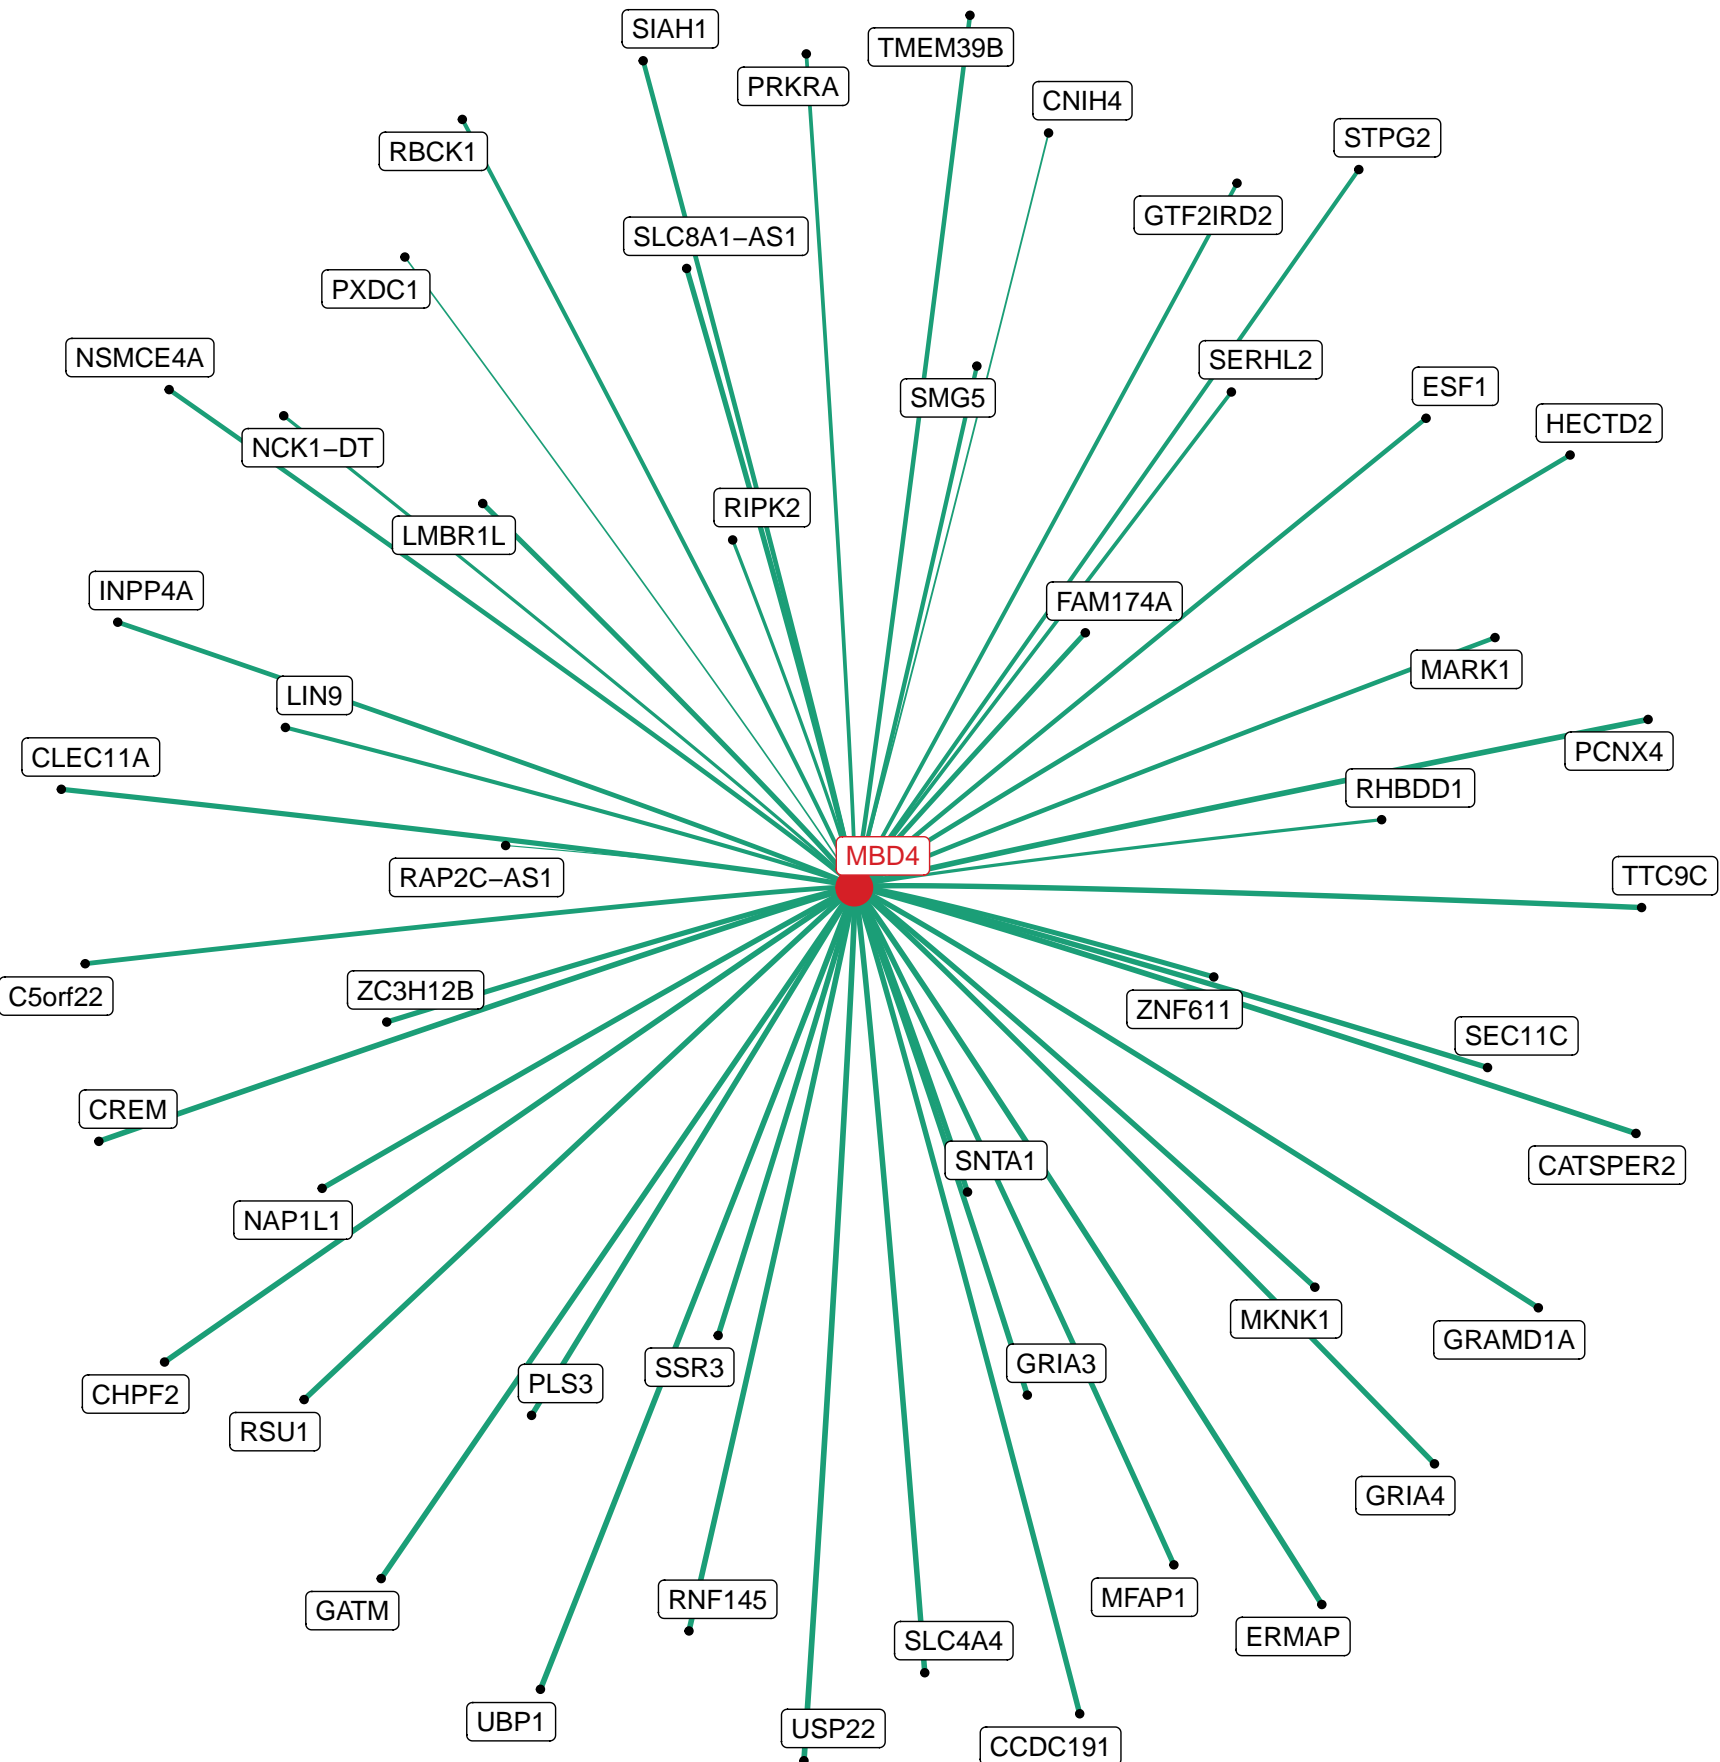 SIAH1
TMEM39B
PRKRA
CNIH4
STPG2
RBCK1
GTF2IRD2
SLC8A1−AS1
PXDC1
NSMCE4A
SERHL2
ESF1
SMG5
HECTD2
NCK1−DT
RIPK2
LMBR1L
INPP4A
FAM174A
MARK1
LIN9
PCNX4
CLEC11A
RHBDD1
MBD4
RAP2C−AS1
TTC9C
ZC3H12B
C5orf22
ZNF611
SEC11C
CREM
SNTA1
CATSPER2
NAP1L1
MKNK1
GRAMD1A
GRIA3
SSR3
PLS3
CHPF2
RSU1
GRIA4
MFAP1
RNF145
GATM
ERMAP
SLC4A4
UBP1
USP22
CCDC191